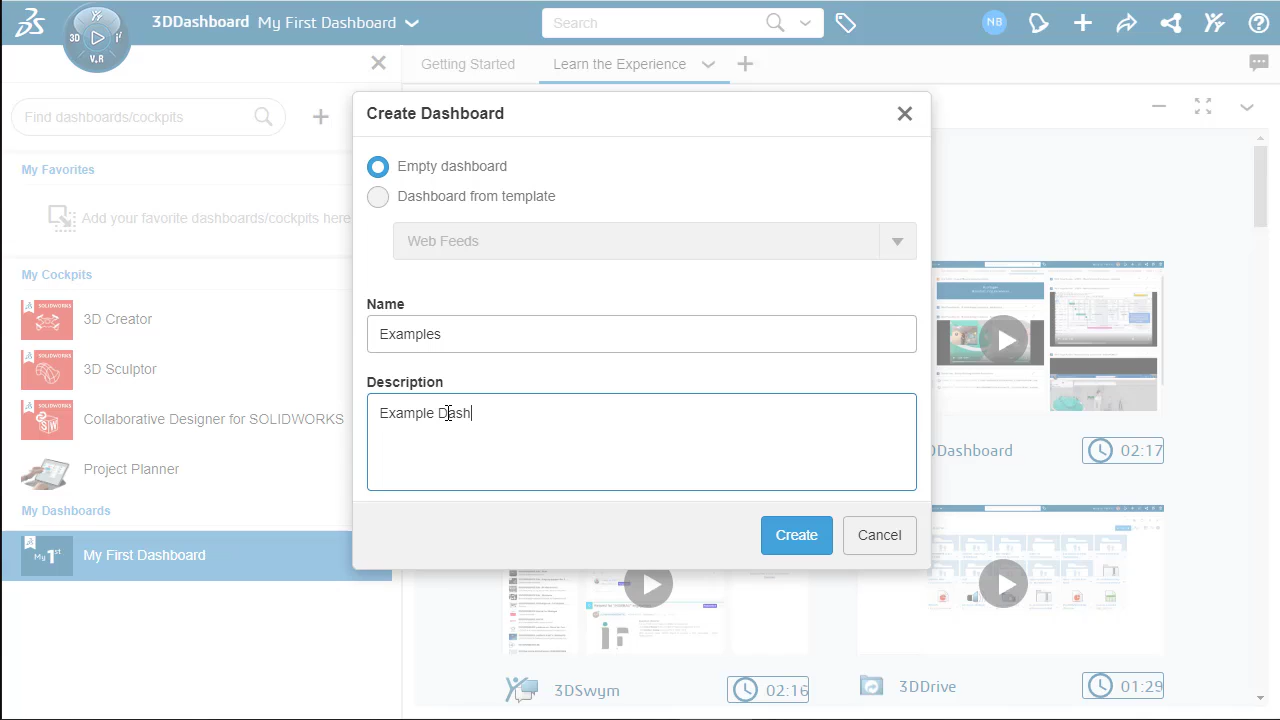 3DDashboard My First Dashboard
Search
NB
3D
V.R
Getting Started
Learn the Experience
Find dashboards/cockpits
My Favorites
Add your favorite dashboards/cockpits here
My Cockpits
SOLIDWORKS
3D Creator
SOLIDWORKS
3D Sculptor
SOLIDWORKS
Collaborative Designer for SOLIDWORKS
Project Planner
My Dashboards
My 1st
My First Dashboard
Create Dashboard
Empty dashboard
Dashboard from template
Web Feeds
Name
Examples
Description
Example Dash
Create
Cancel
DDashboard
02:17
3DSwym
02:16
3DDrive
01:29